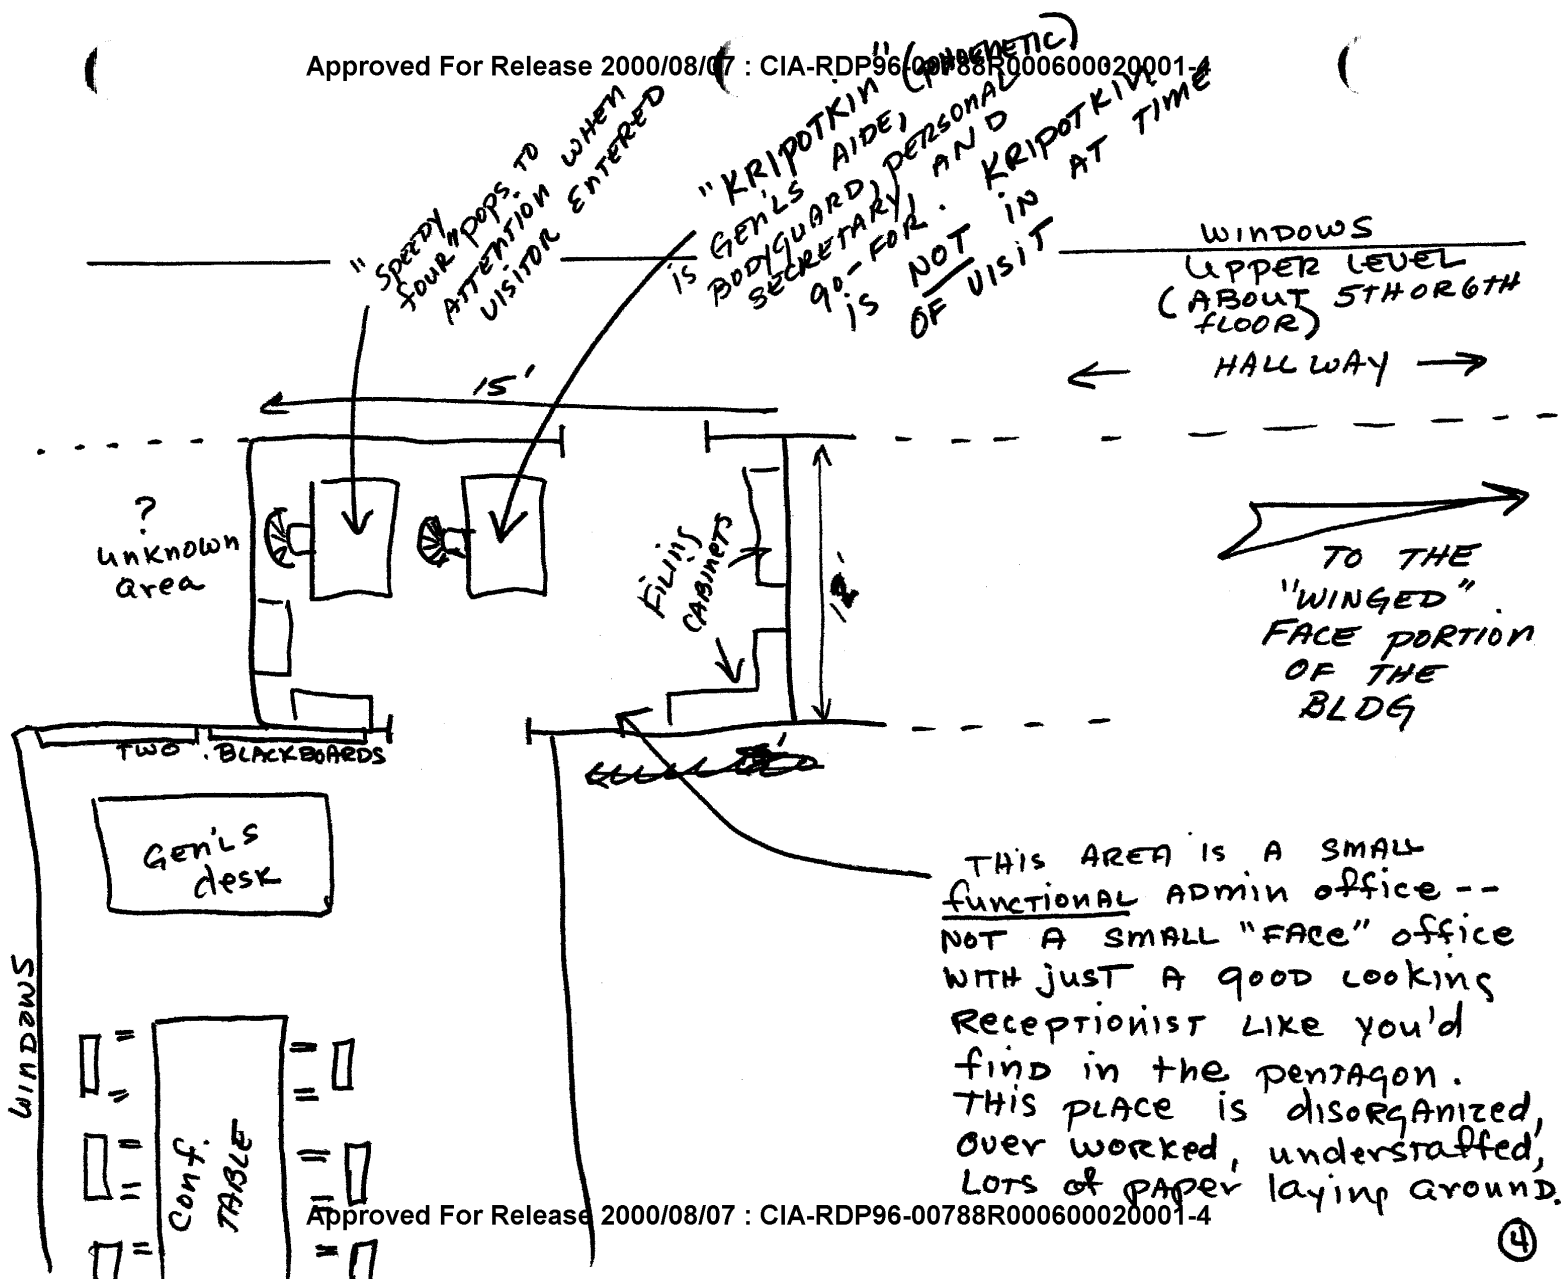 Approved For Release 2000/08/07 : CIA-RDP96-00788R000600020001-4
"SPEEDY
four" POPS. TO
ATTENTION WHEN
VISITOR ENTERED
"KRIPOTKIN" (PHOENETIC)
is GEN'LS AIDE,
BODYGUARD, PERSONAL
SECRETARY, AND
go-FOR. KRIPOTKIN
is NOT IN AT TIME
OF VISIT
WINDOWS
UPPER LEVEL
(ABOUT 5TH OR 6TH
fLOOR)
HALLWAY
15'
?
unknown
area
FiLiNg
CABINETS
TO THE
"WINGED"
FACE PORTION
OF THE
BLDG
TWO BLACKBOARDS
GEN'LS
desk
WINDOWS
Conf.
TABLE
THIS AREA IS A SMALL
functionAL ADMin office --
NOT A SMALL "FACE" office
WITH just A good LOOKing
RecepTionisT LIKE you'd
finD in the penTAgon.
THIS pLACE is disorgAnized,
over worked, understaffed,
LOTS of pAper laying arounD.
Approved For Release 2000/08/07 : CIA-RDP96-00788R000600020001-4
4